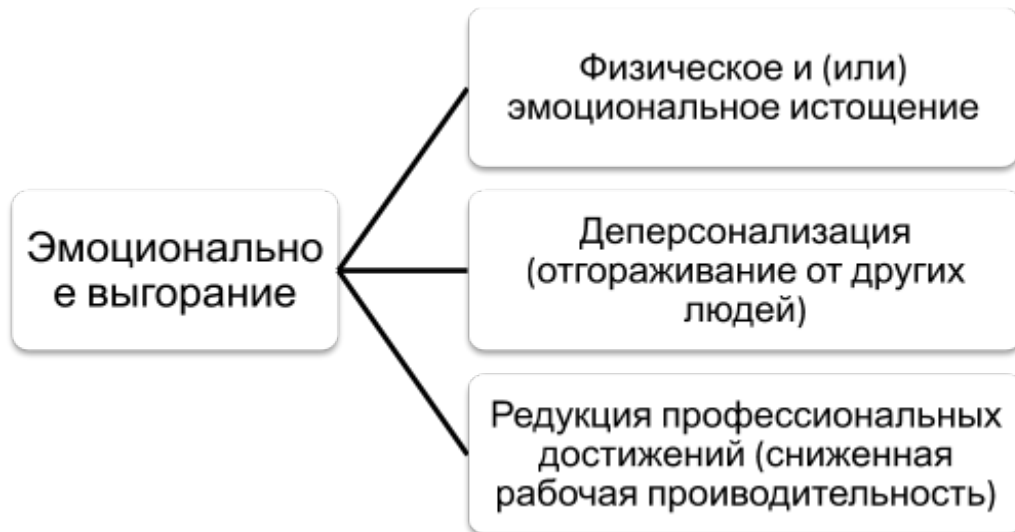 Эмоционально
е выгорание
Физическое и (или)
эмоциональное истощение
Деперсонализация
(отгораживание от других
людей)
Редукция профессиональных
достижений (сниженная
рабочая проиводительность)